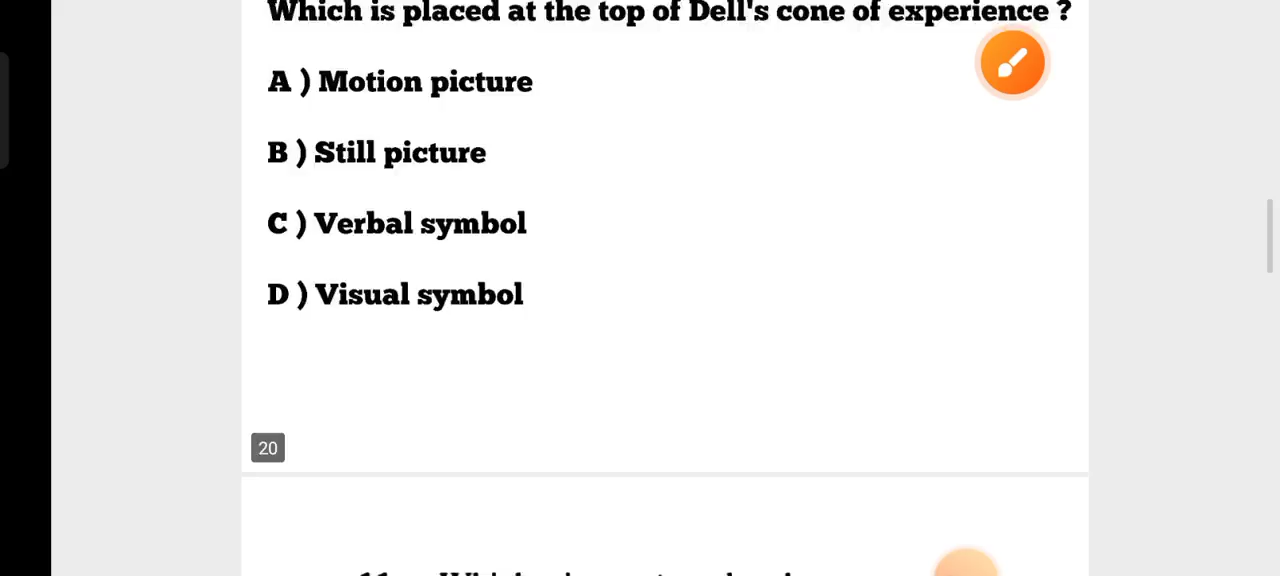 Which is placed at the top of Dell's cone of experience ?
A ) Motion picture
B ) Still picture
C ) Verbal symbol
D ) Visual symbol
20